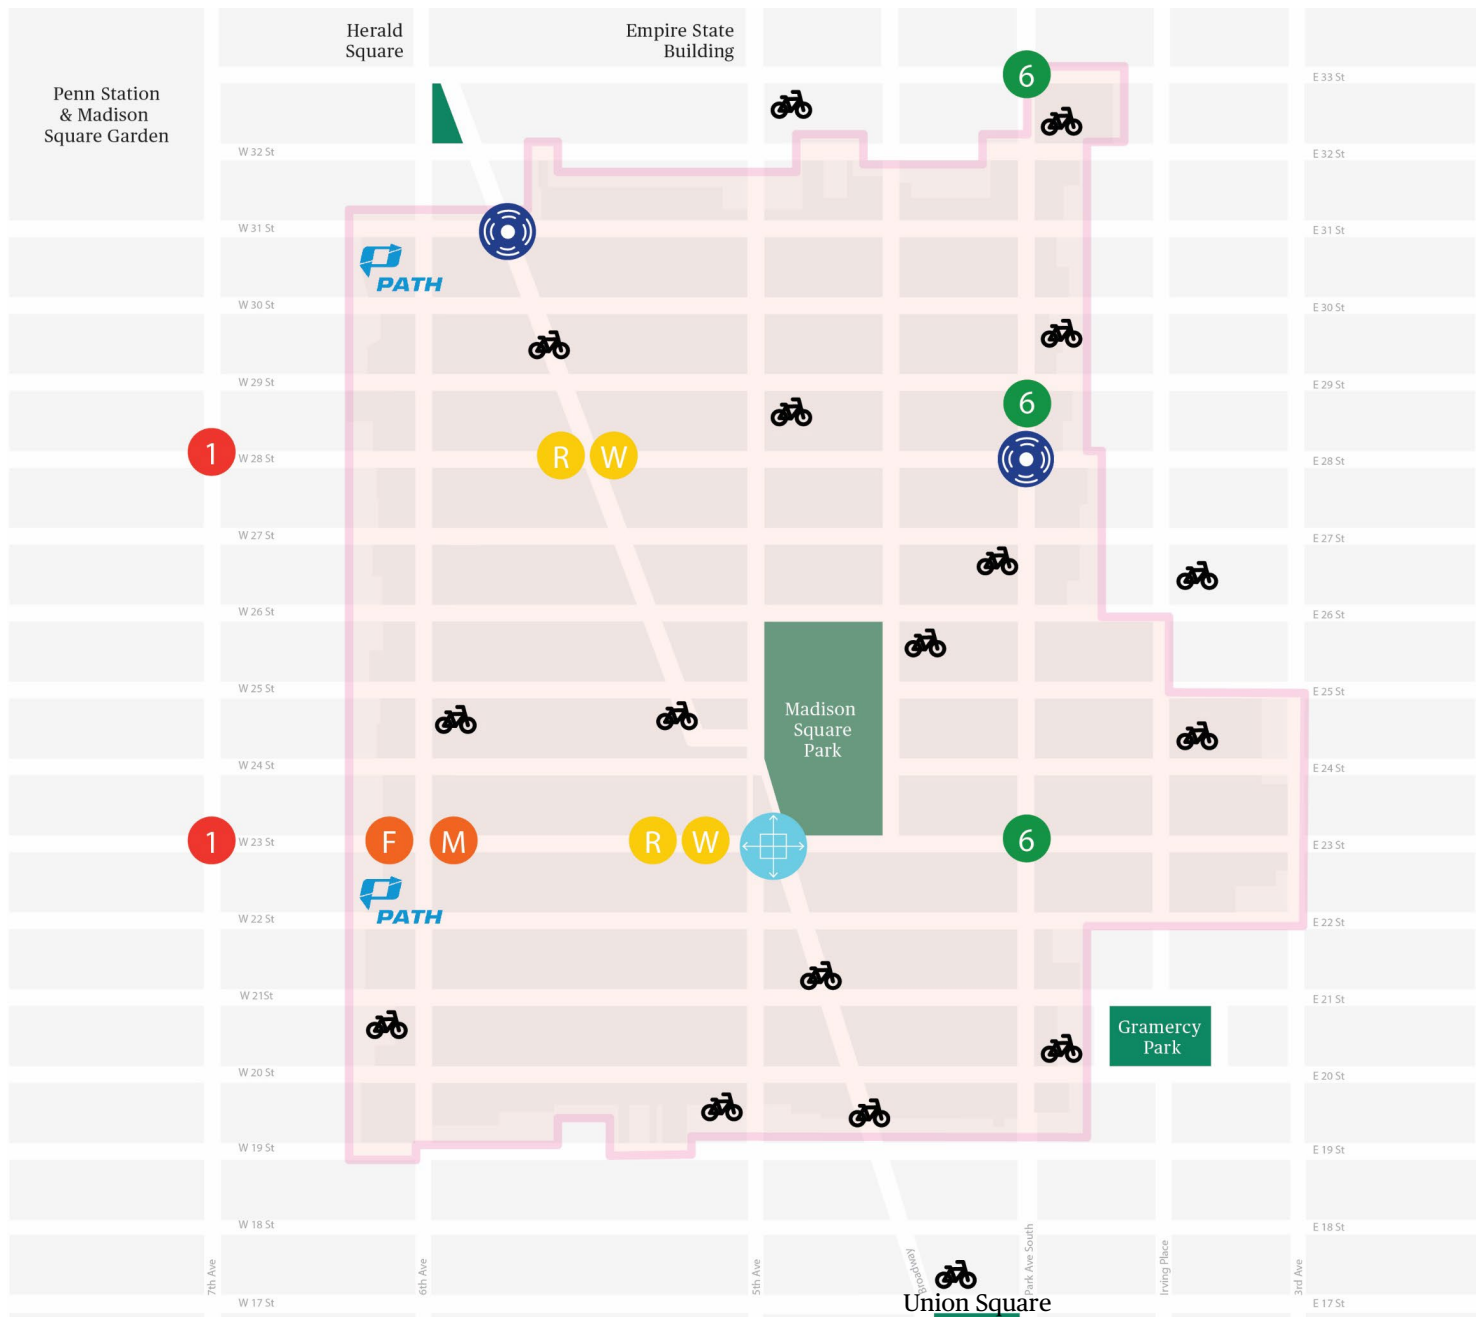 Herald
Square
Empire State
Building
Penn Station
& Madison
Square Garden
6
E 33 St
W 32 St
E 32 St
W 31 St
E 31 St
PATH
W 30 St
E 30 St
W 29 St
E 29 St
6
1
W 28 St
R
W
E 28 St
W 27 St
E 27 St
W 26 St
E 26 St
W 25 St
E 25 St
Madison
Square
Park
W 24 St
E 24 St
1
W 23 St
F
M
R
W
6
E 23 St
PATH
W 22 St
E 22 St
W 21St
E 21 St
Gramercy
Park
W 20 St
E 20 St
W 19 St
E 19 St
W 18 St
E 18 St
7th Ave
6th Ave
5th Ave
Broadway
Park Ave South
Irving Place
3rd Ave
W 17 St
Union Square
E 17 St